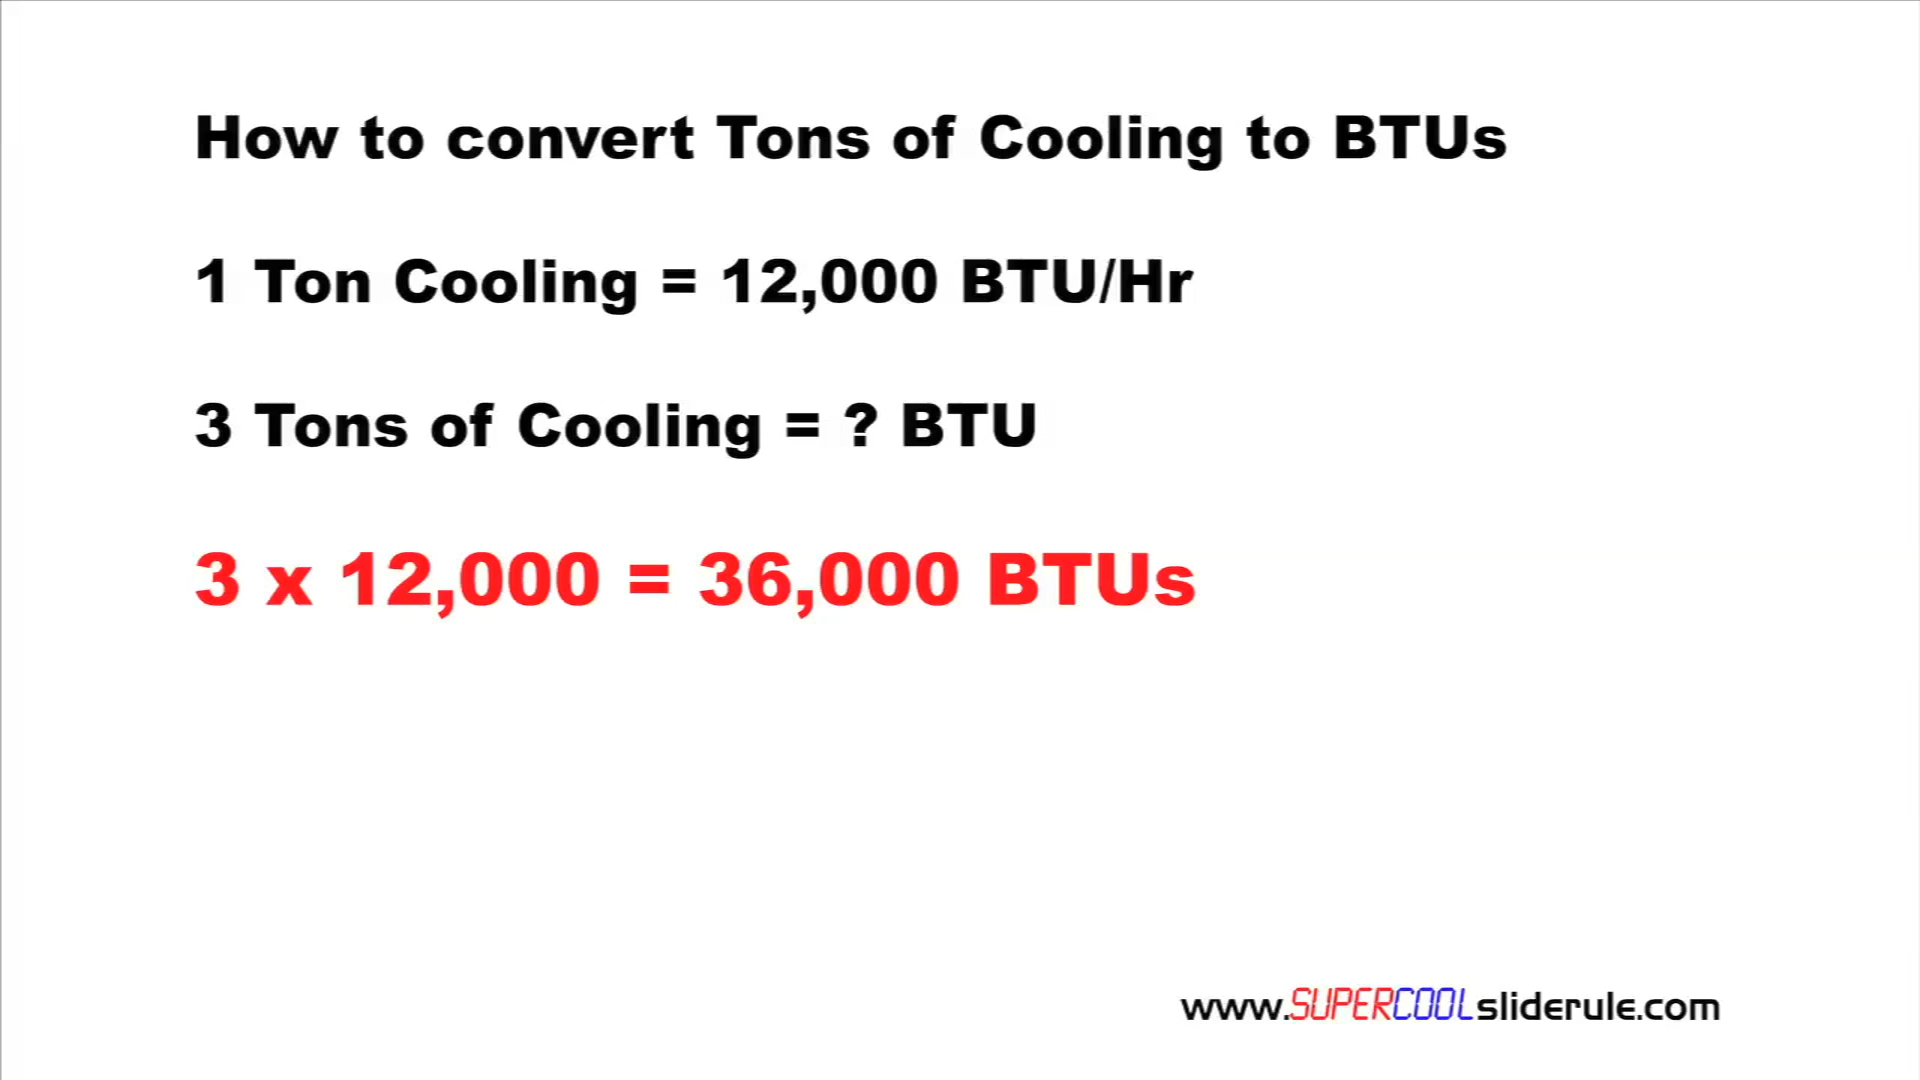 How to convert Tons of Cooling to BTUs
1 Ton Cooling = 12,000 BTU/Hr
3 Tons of Cooling = ? BTU
3 x 12,000 = 36,000 BTUs
www.SUPERCOOLsliderule.com